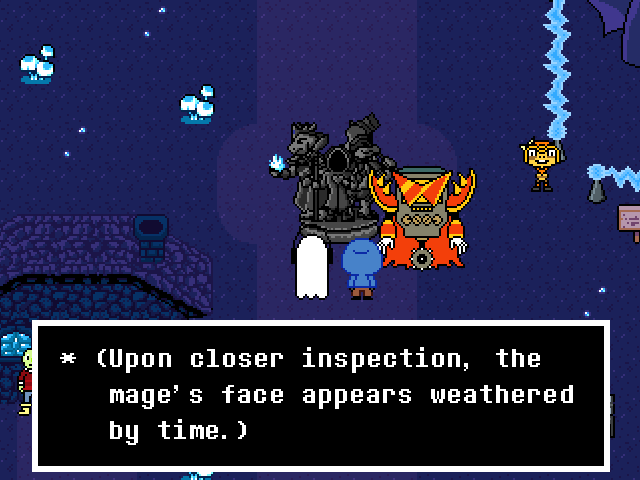 * (Upon closer inspection, the
mage's face appears weathered
by time.)